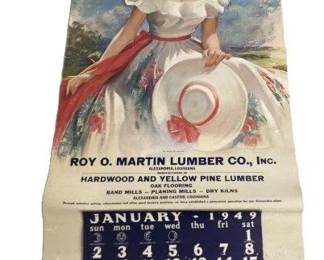 ROY O. MARTIN LUMBER CO., INC.
ALEXANDRIA, LOUISIANA
HARDWOOD AND YELLOW PINE LUMBER
OAK FLOORING
BAND MILLS - PLANING MILLS - DRY KILNS
ALEXANDRIA AND CASTOR, LOUISIANA
JANUARY - 1949
sun mon tues wed thu fri sat
1
2 3 4 5 6 7 8